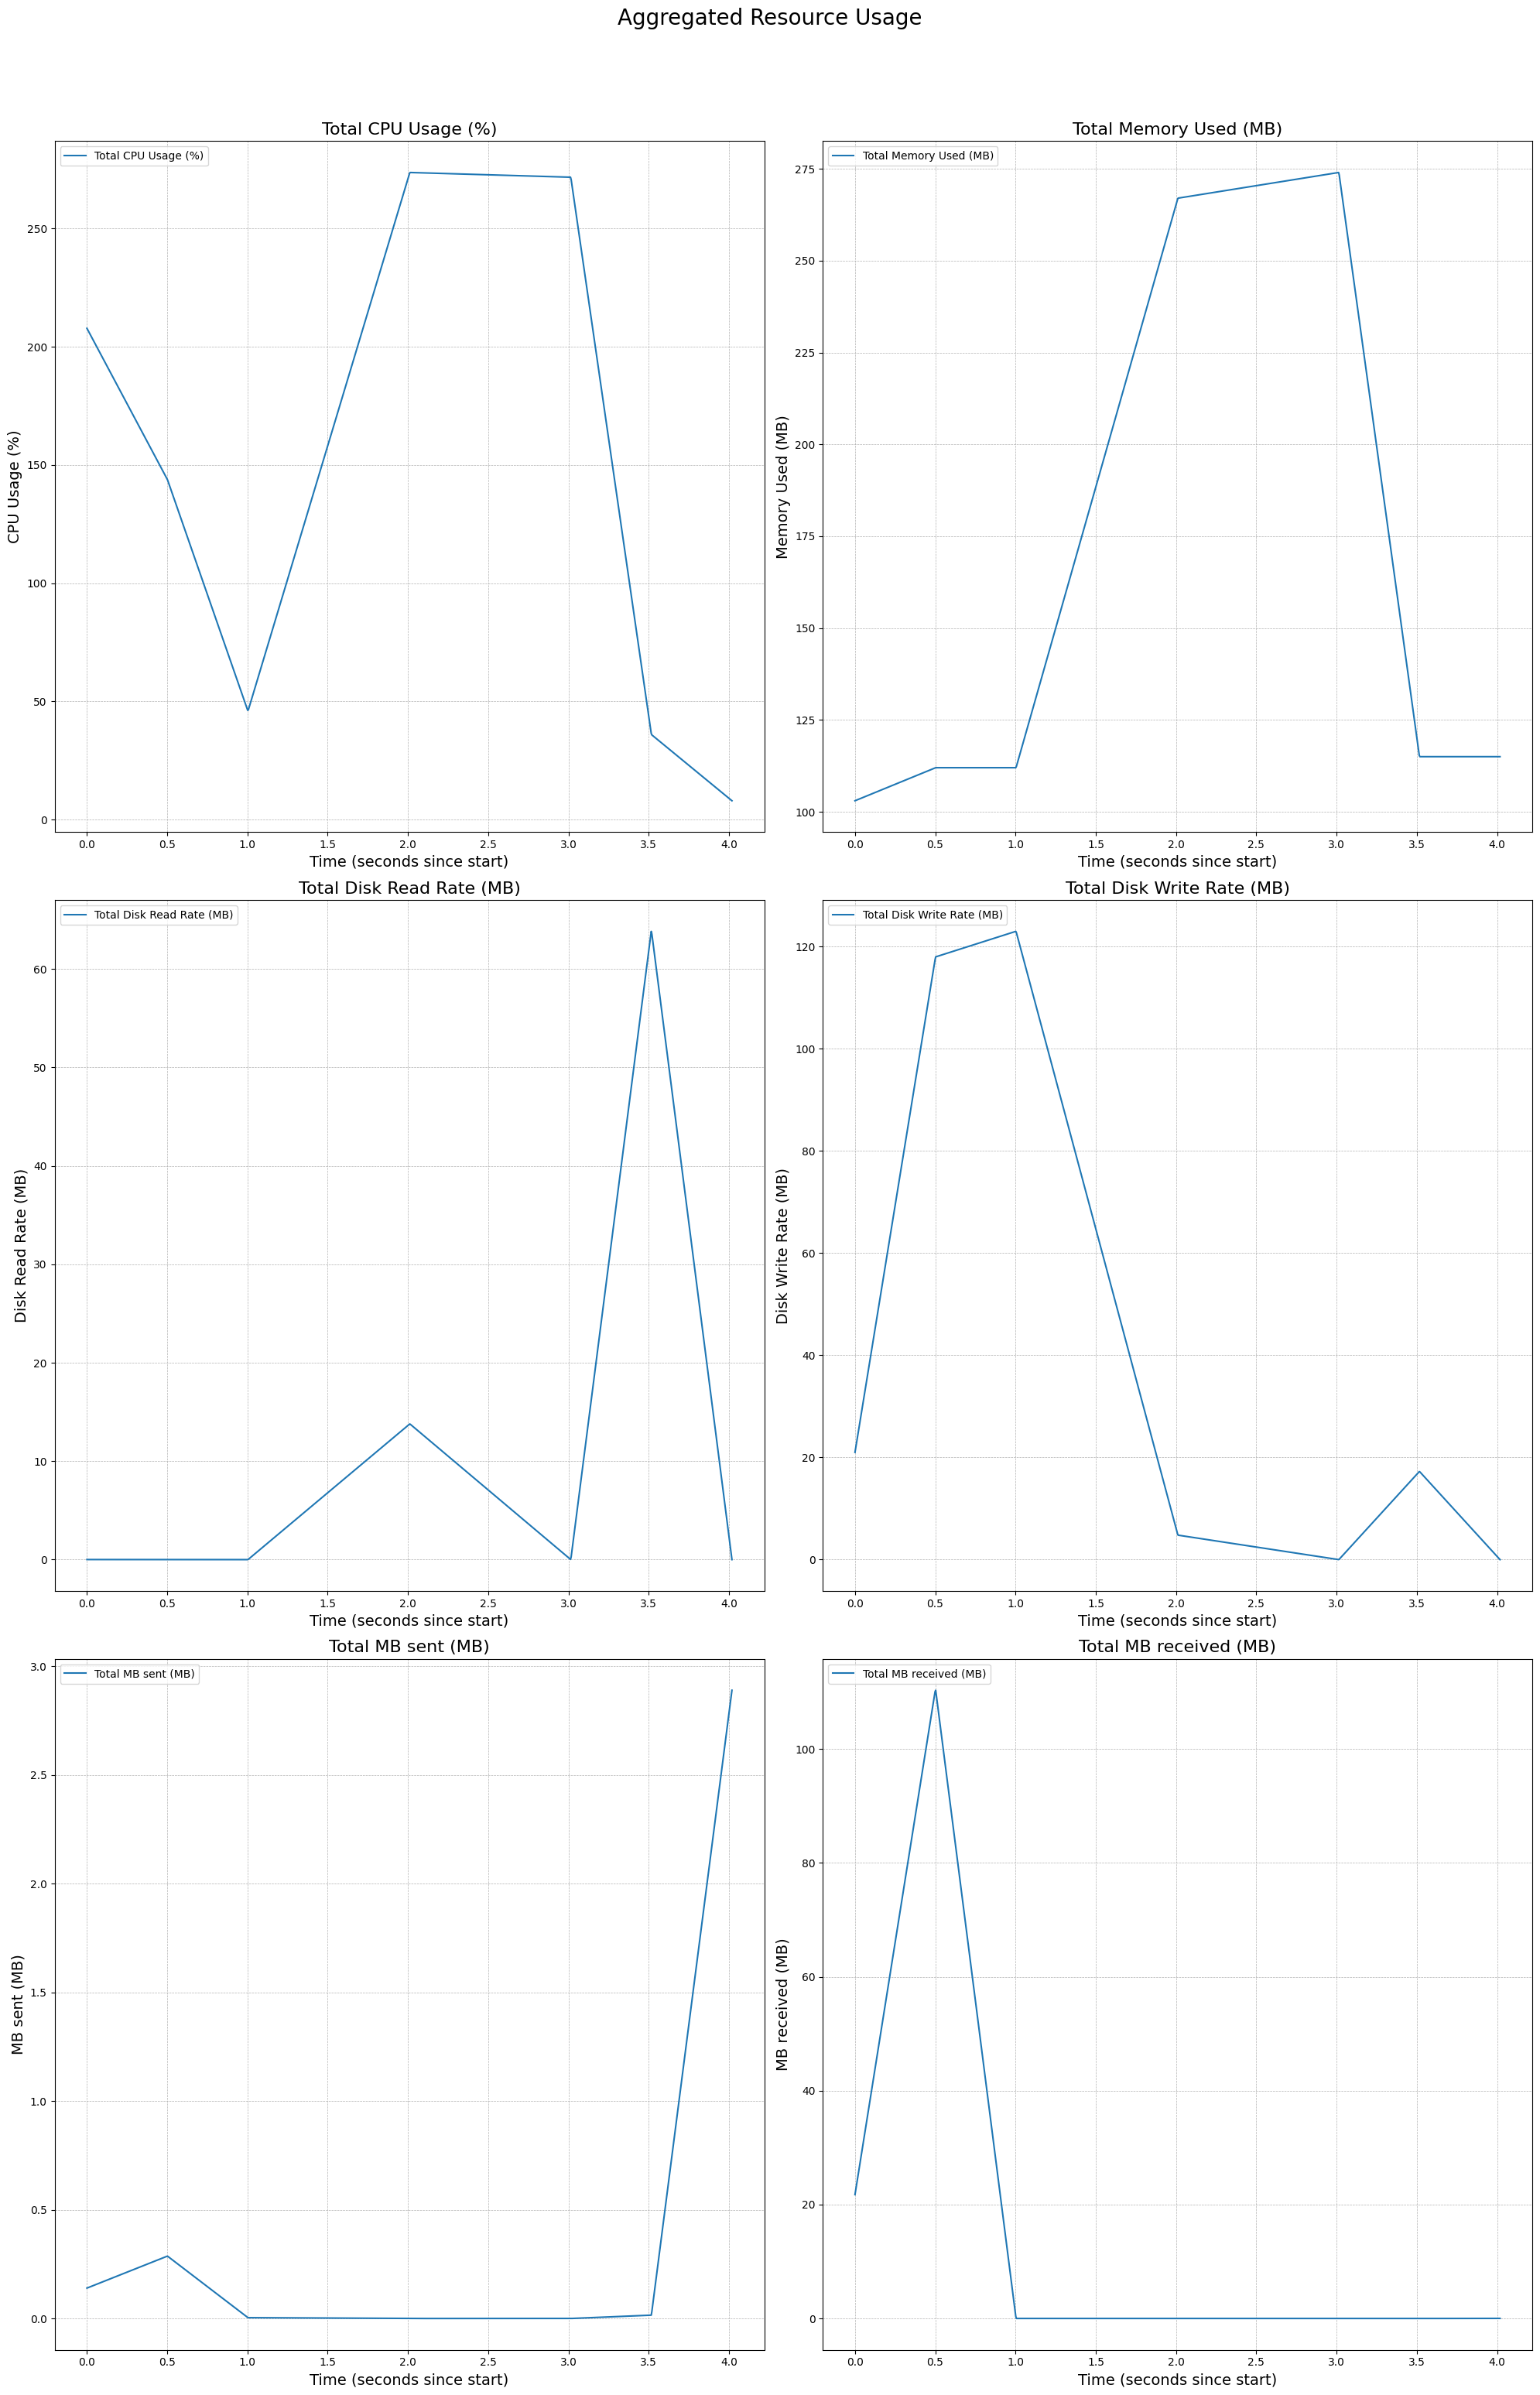 Aggregated Resource Usage
Total CPU Usage (%)
Total CPU Usage (%)
CPU Usage (%)
250
200
150
100
50
0
0.0 0.5 1.0 1.5 2.0 2.5 3.0 3.5 4.0
Time (seconds since start)
Total Memory Used (MB)
Total Memory Used (MB)
Memory Used (MB)
275
250
225
200
175
150
125
100
0.0 0.5 1.0 1.5 2.0 2.5 3.0 3.5 4.0
Time (seconds since start)
Total Disk Read Rate (MB)
Total Disk Read Rate (MB)
Disk Read Rate (MB)
60
50
40
30
20
10
0
0.0 0.5 1.0 1.5 2.0 2.5 3.0 3.5 4.0
Time (seconds since start)
Total Disk Write Rate (MB)
Total Disk Write Rate (MB)
Disk Write Rate (MB)
120
100
80
60
40
20
0
0.0 0.5 1.0 1.5 2.0 2.5 3.0 3.5 4.0
Time (seconds since start)
Total MB sent (MB)
Total MB sent (MB)
MB sent (MB)
3.0
2.5
2.0
1.5
1.0
0.5
0.0
0.0 0.5 1.0 1.5 2.0 2.5 3.0 3.5 4.0
Time (seconds since start)
Total MB received (MB)
Total MB received (MB)
MB received (MB)
100
80
60
40
20
0
0.0 0.5 1.0 1.5 2.0 2.5 3.0 3.5 4.0
Time (seconds since start)